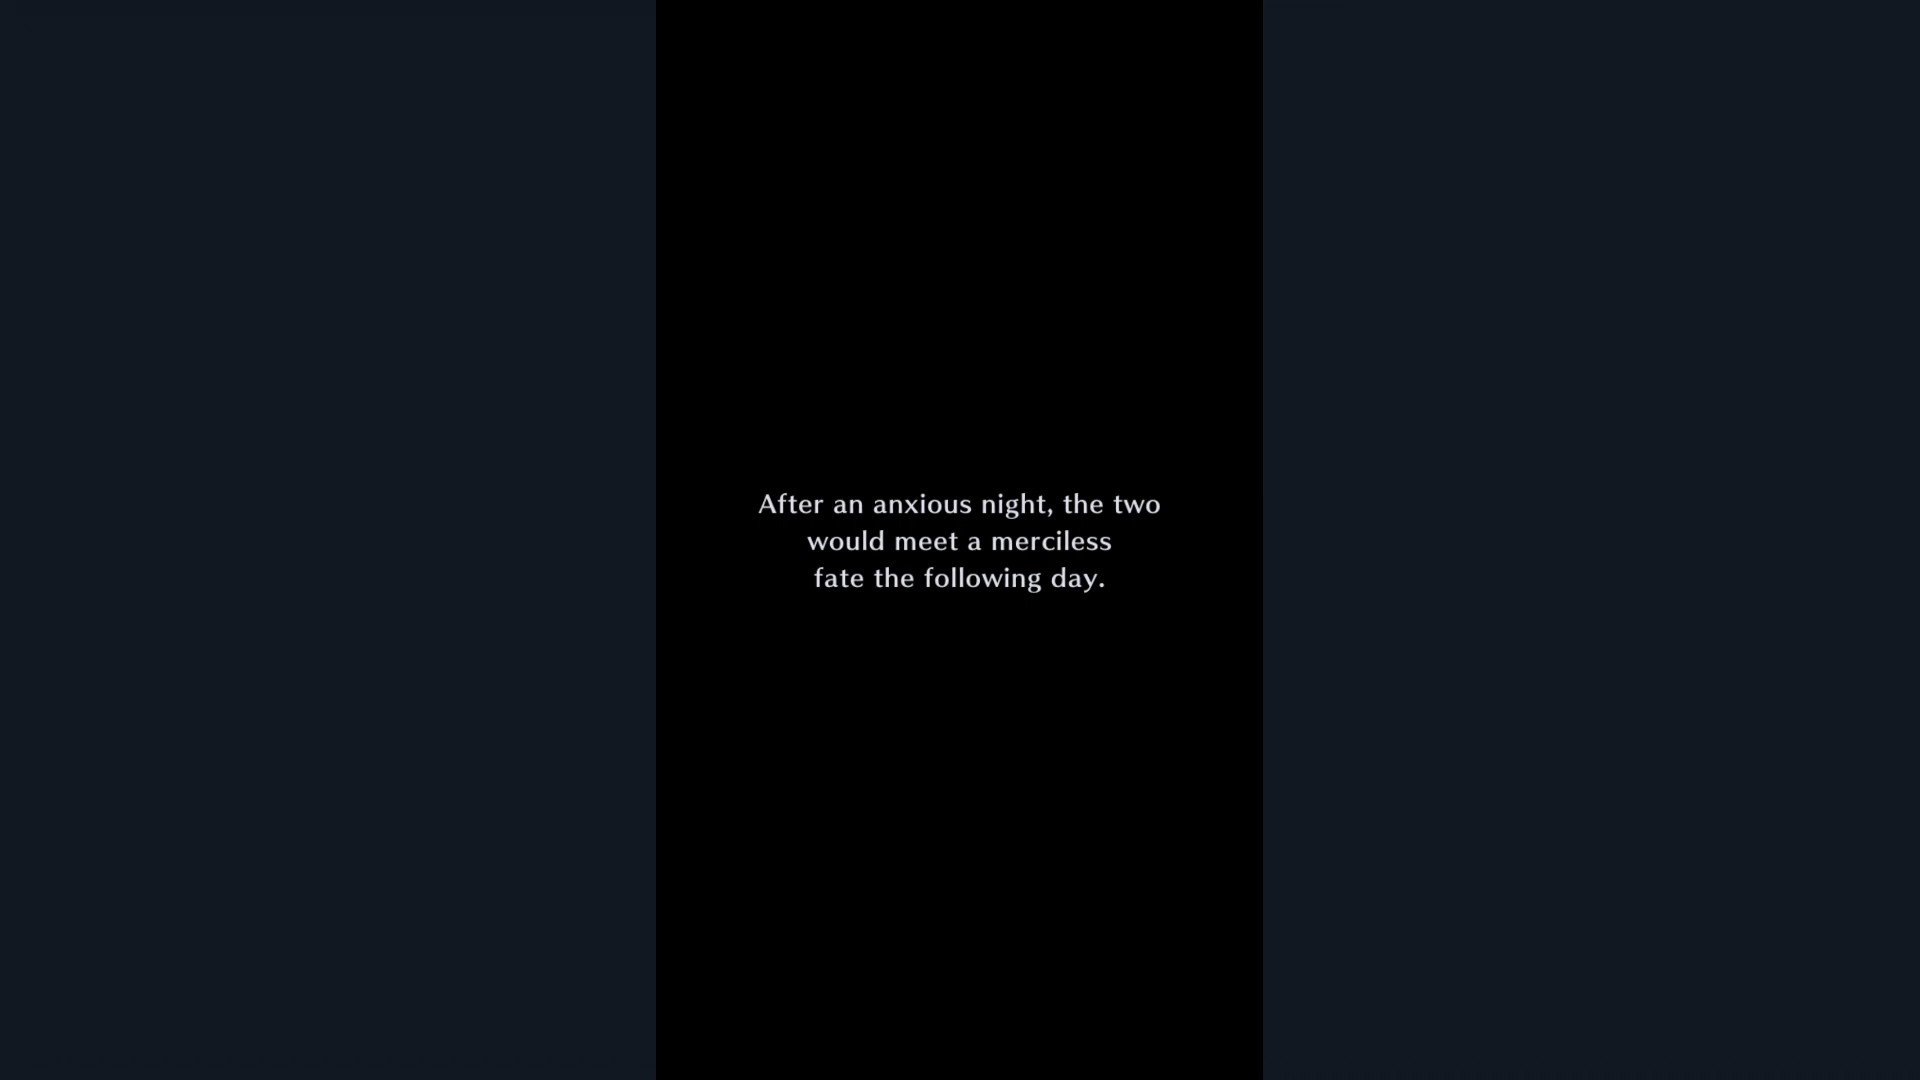 After an anxious night, the two
would meet a merciless
fate the following day.